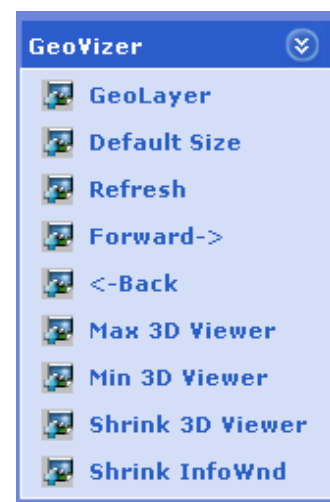 GeoVizer
GeoLayer
Default Size
Refresh
Forward->
<-Back
Max 3D Viewer
Min 3D Viewer
Shrink 3D Viewer
Shrink InfoWnd